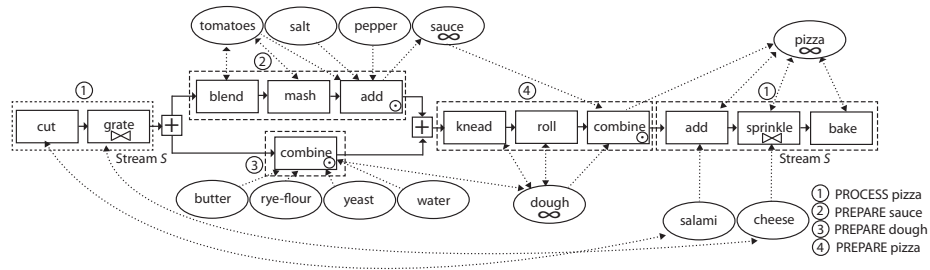 tomatoes salt pepper sauce
∞
pizza
∞
2
1 4 1
blend mash add
cut grate + + knead roll combine add sprinkle bake
Stream S combine Stream S
3
butter rye-flour yeast water dough
∞
salami cheese
1 PROCESS pizza
2 PREPARE sauce
3 PREPARE dough
4 PREPARE pizza